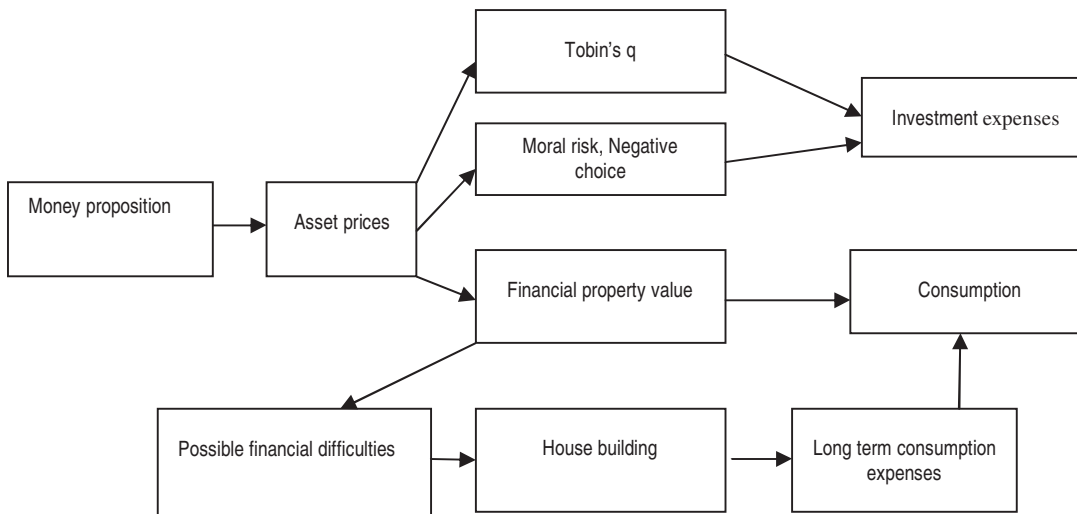 Tobin's q
Investment expenses
Moral risk, Negative
choice
Money proposition
Asset prices
Financial property value
Consumption
Possible financial difficulties
House building
Long term consumption
expenses